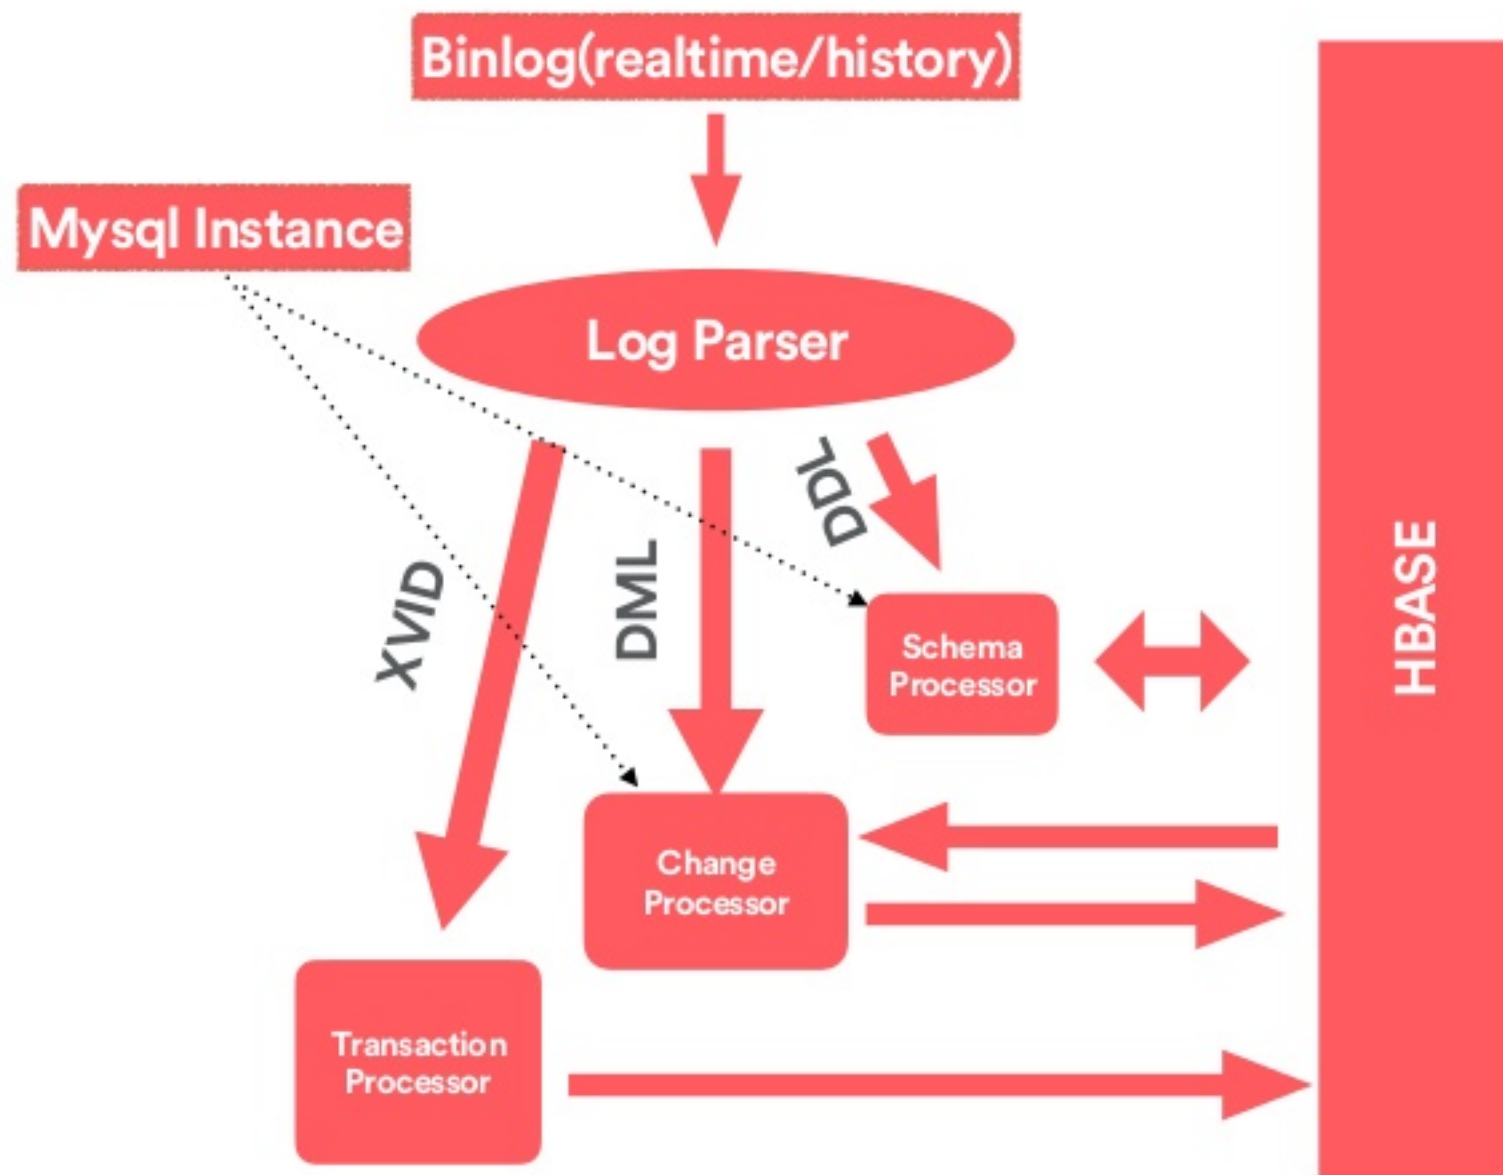 Binlog(realtime/history)
Mysql Instance
Log Parser
DDL
XVID
DML
Schema
Processor
HBASE
Change
Processor
Transaction
Processor